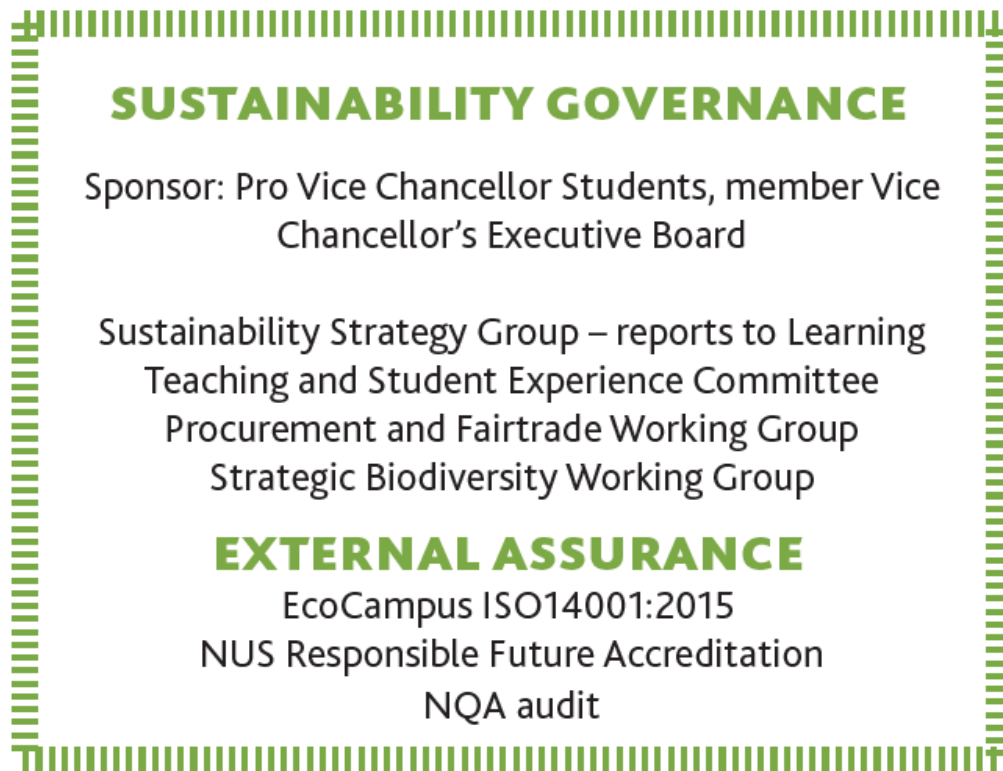 SUSTAINABILITY GOVERNANCE
Sponsor: Pro Vice Chancellor Students, member Vice
Chancellor’s Executive Board
Sustainability Strategy Group – reports to Learning
Teaching and Student Experience Committee
Procurement and Fairtrade Working Group
Strategic Biodiversity Working Group
EXTERNAL ASSURANCE
EcoCampus ISO14001:2015
NUS Responsible Future Accreditation
NQA audit